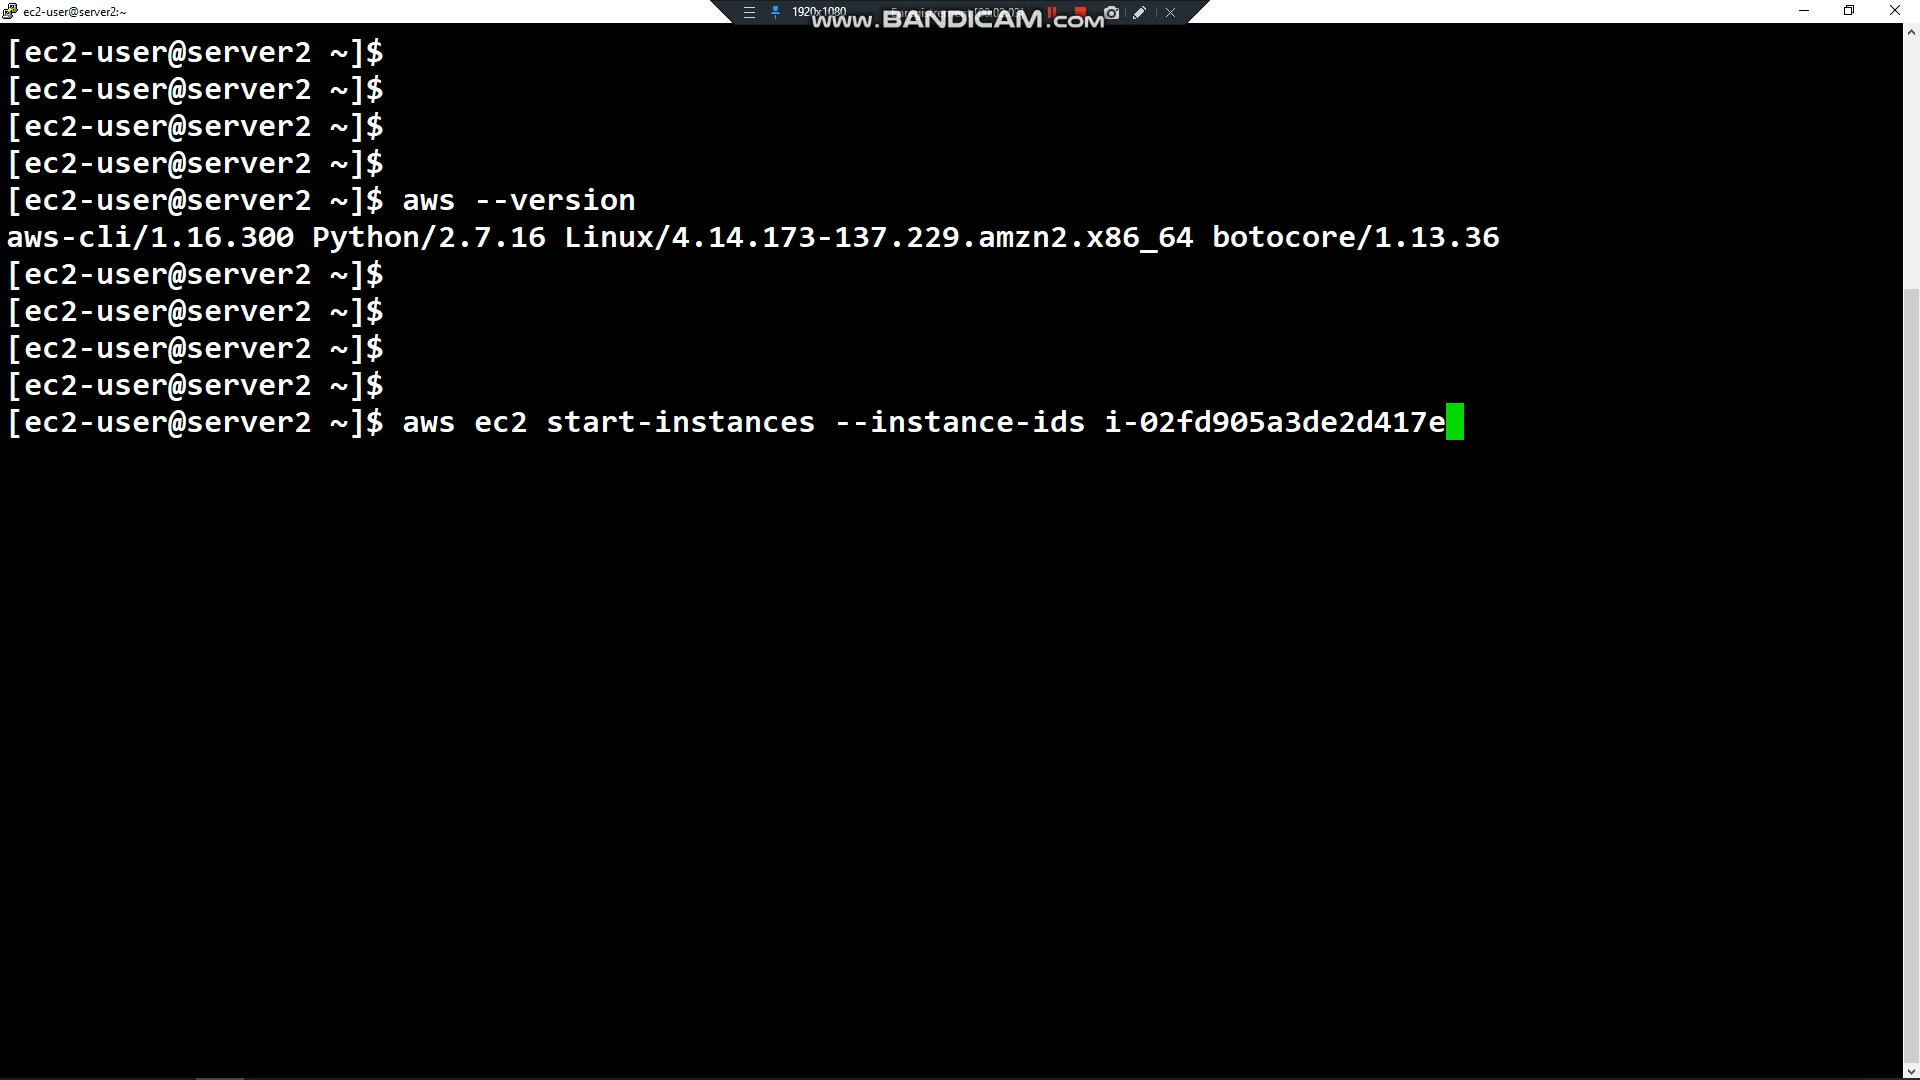 ec2-user@server2:~
1920x1080
www.BANDICAM.com
[ec2-user@server2 ~]$
[ec2-user@server2 ~]$
[ec2-user@server2 ~]$
[ec2-user@server2 ~]$
[ec2-user@server2 ~]$ aws --version
aws-cli/1.16.300 Python/2.7.16 Linux/4.14.173-137.229.amzn2.x86_64 botocore/1.13.36
[ec2-user@server2 ~]$
[ec2-user@server2 ~]$
[ec2-user@server2 ~]$
[ec2-user@server2 ~]$
[ec2-user@server2 ~]$ aws ec2 start-instances --instance-ids i-02fd905a3de2d417e